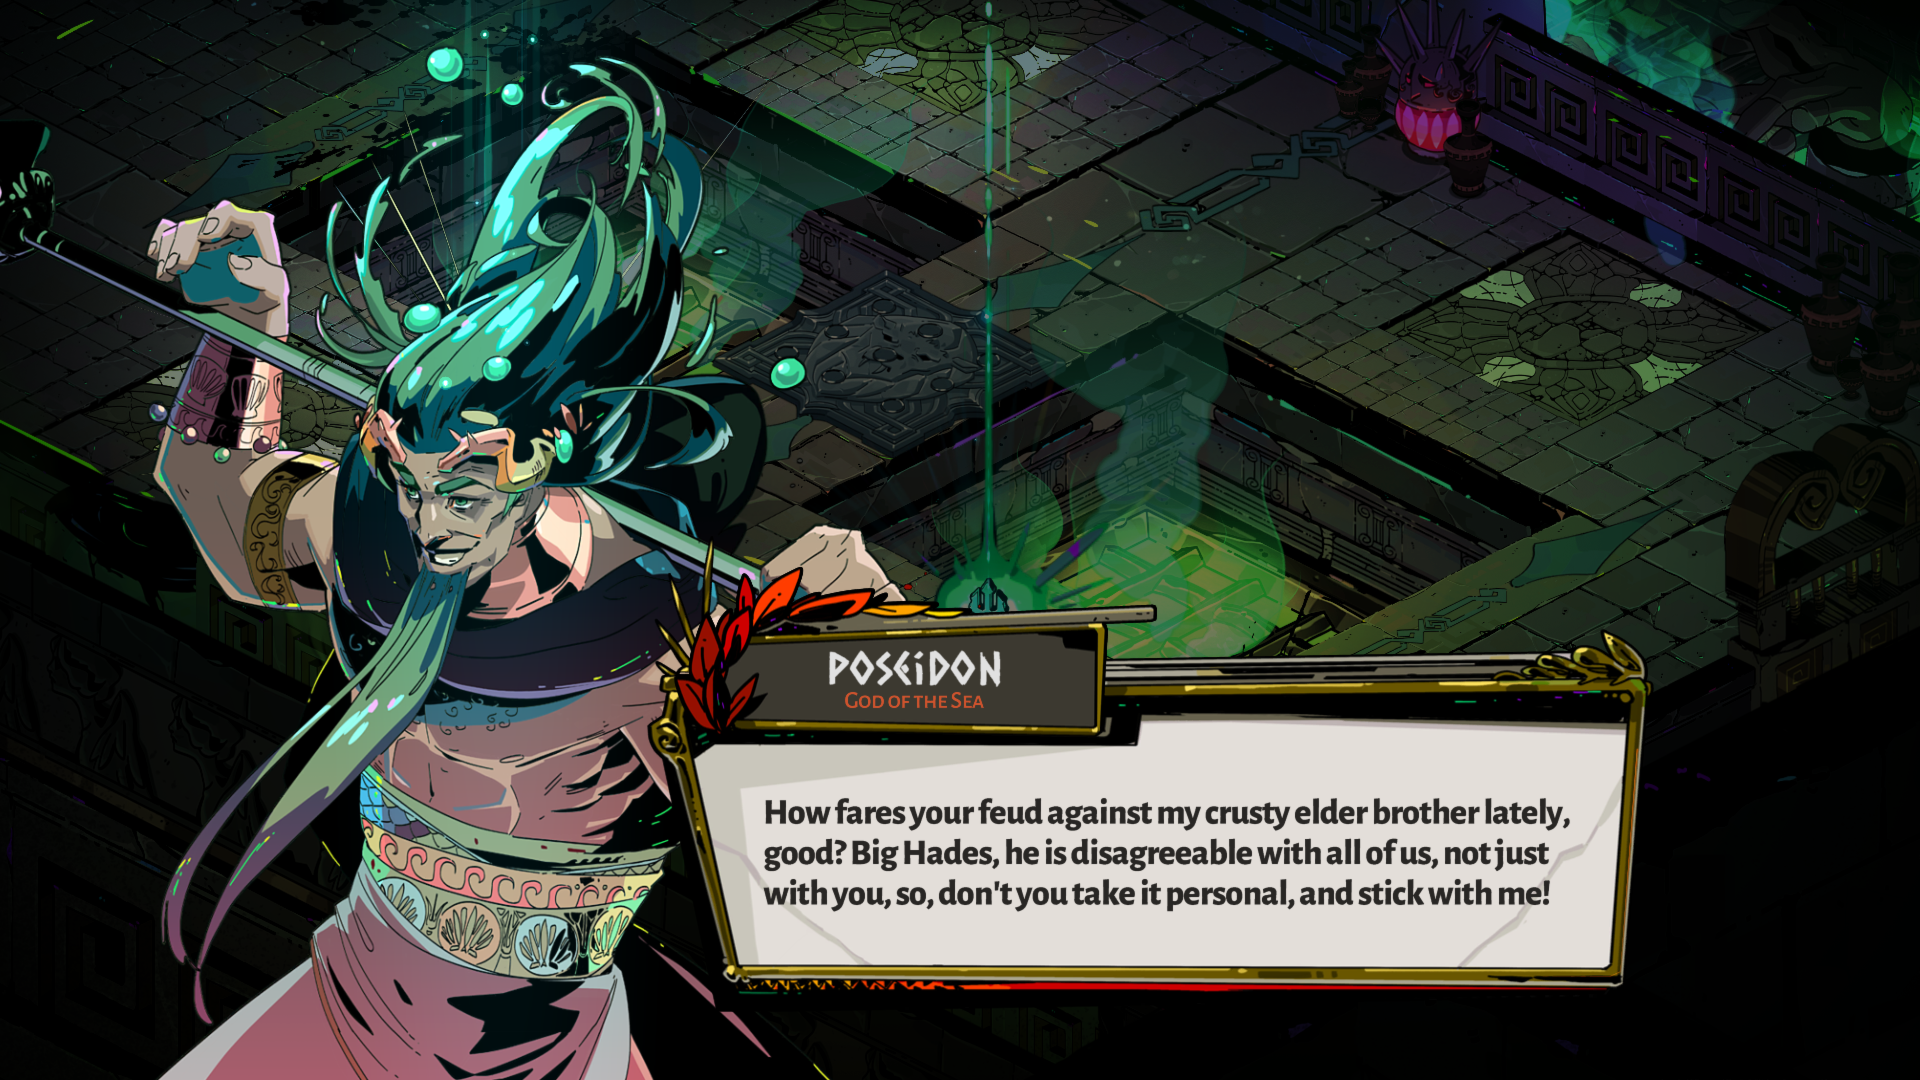 POSEIDON
GOD OF THE SEA
How fares your feud against my crusty elder brother lately,
good? Big Hades, he is disagreeable with all of us, not just
with you, so, don't you take it personal, and stick with me!